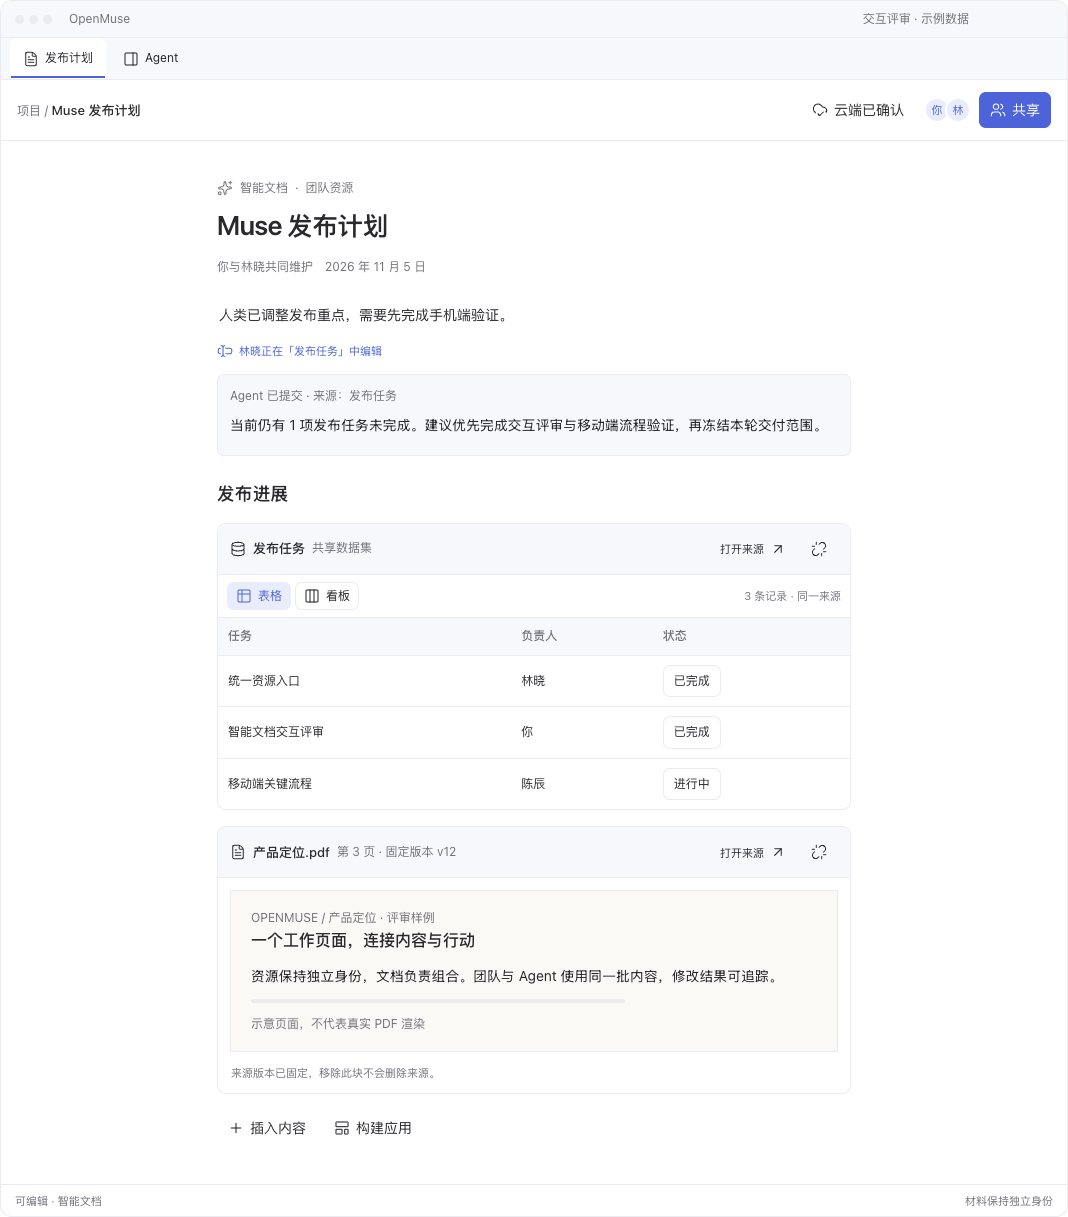 OpenMuse
交互评审 · 示例数据
发布计划
Agent
项目 / Muse 发布计划
云端已确认
你
林
共享
智能文档 · 团队资源
Muse 发布计划
你与林晓共同维护 2026 年 11 月 5 日
人类已调整发布重点，需要先完成手机端验证。
林晓正在「发布任务」中编辑
Agent 已提交 · 来源：发布任务
当前仍有 1 项发布任务未完成。建议优先完成交互评审与移动端流程验证，再冻结本轮交付范围。
发布进展
发布任务 共享数据集
打开来源
表格
看板
3 条记录 · 同一来源
任务 负责人 状态
统一资源入口 林晓 已完成
智能文档交互评审 你 已完成
移动端关键流程 陈辰 进行中
产品定位.pdf 第 3 页 · 固定版本 v12
打开来源
OPENMUSE / 产品定位 · 评审样例
一个工作页面，连接内容与行动
资源保持独立身份，文档负责组合。团队与 Agent 使用同一批内容，修改结果可追踪。
示意页面，不代表真实 PDF 渲染
来源版本已固定，移除此块不会删除来源。
插入内容
构建应用
可编辑 · 智能文档
材料保持独立身份